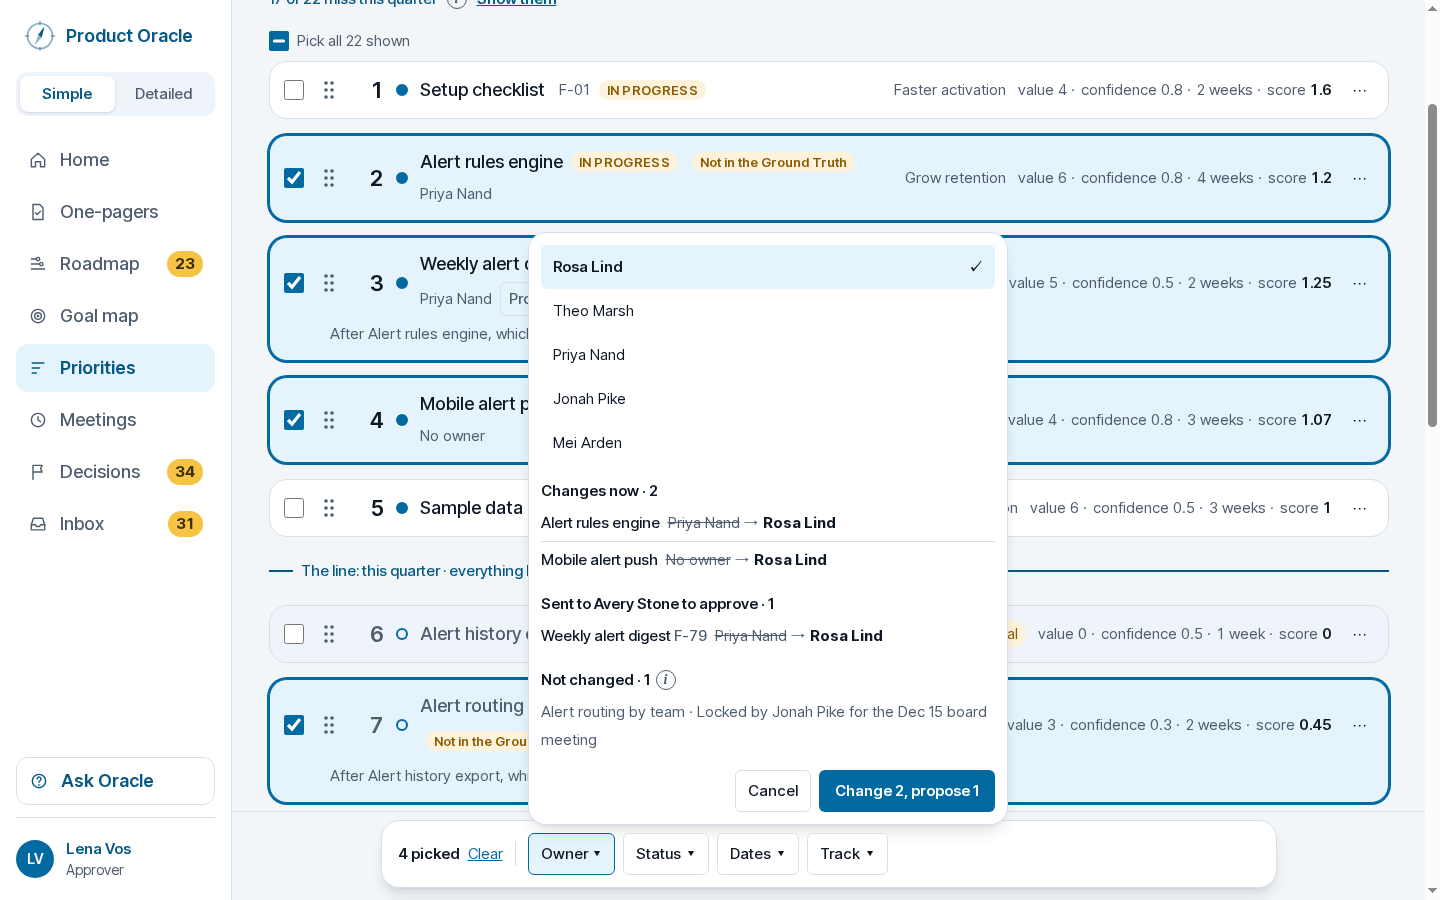 Product Oracle
Simple
Detailed
Home
One-pagers
Roadmap
23
Goal map
Priorities
Meetings
Decisions
34
Inbox
31
Ask Oracle
LV
Lena Vos
Approver
17 of 22 miss this quarter i Show them
Pick all 22 shown
1 Setup checklist F-01 IN PROGRESS Faster activation value 4 · confidence 0.8 · 2 weeks · score 1.6 ···
2 Alert rules engine IN PROGRESS Not in the Ground Truth
Priya Nand
Grow retention value 6 · confidence 0.8 · 4 weeks · score 1.2 ···
3 Weekly alert
Priya Nand
value 5 · confidence 0.5 · 2 weeks · score 1.25 ···
After Alert rules engine,
4 Mobile alert
No owner
value 4 · confidence 0.8 · 3 weeks · score 1.07 ···
5 Sample data
value 6 · confidence 0.5 · 3 weeks · score 1 ···
The line: this quarter · everything
6 Alert history
value 0 · confidence 0.5 · 1 week · score 0 ···
7 Alert routing
Not in the
value 3 · confidence 0.3 · 2 weeks · score 0.45 ···
After Alert history export,
Rosa Lind ✓
Theo Marsh
Priya Nand
Jonah Pike
Mei Arden
Changes now · 2
Alert rules engine Priya Nand → Rosa Lind
Mobile alert push No owner → Rosa Lind
Sent to Avery Stone to approve · 1
Weekly alert digest F-79 Priya Nand → Rosa Lind
Not changed · 1 i
Alert routing by team · Locked by Jonah Pike for the Dec 15 board
meeting
Cancel
Change 2, propose 1
4 picked Clear
Owner ▾
Status ▾
Dates ▾
Track ▾